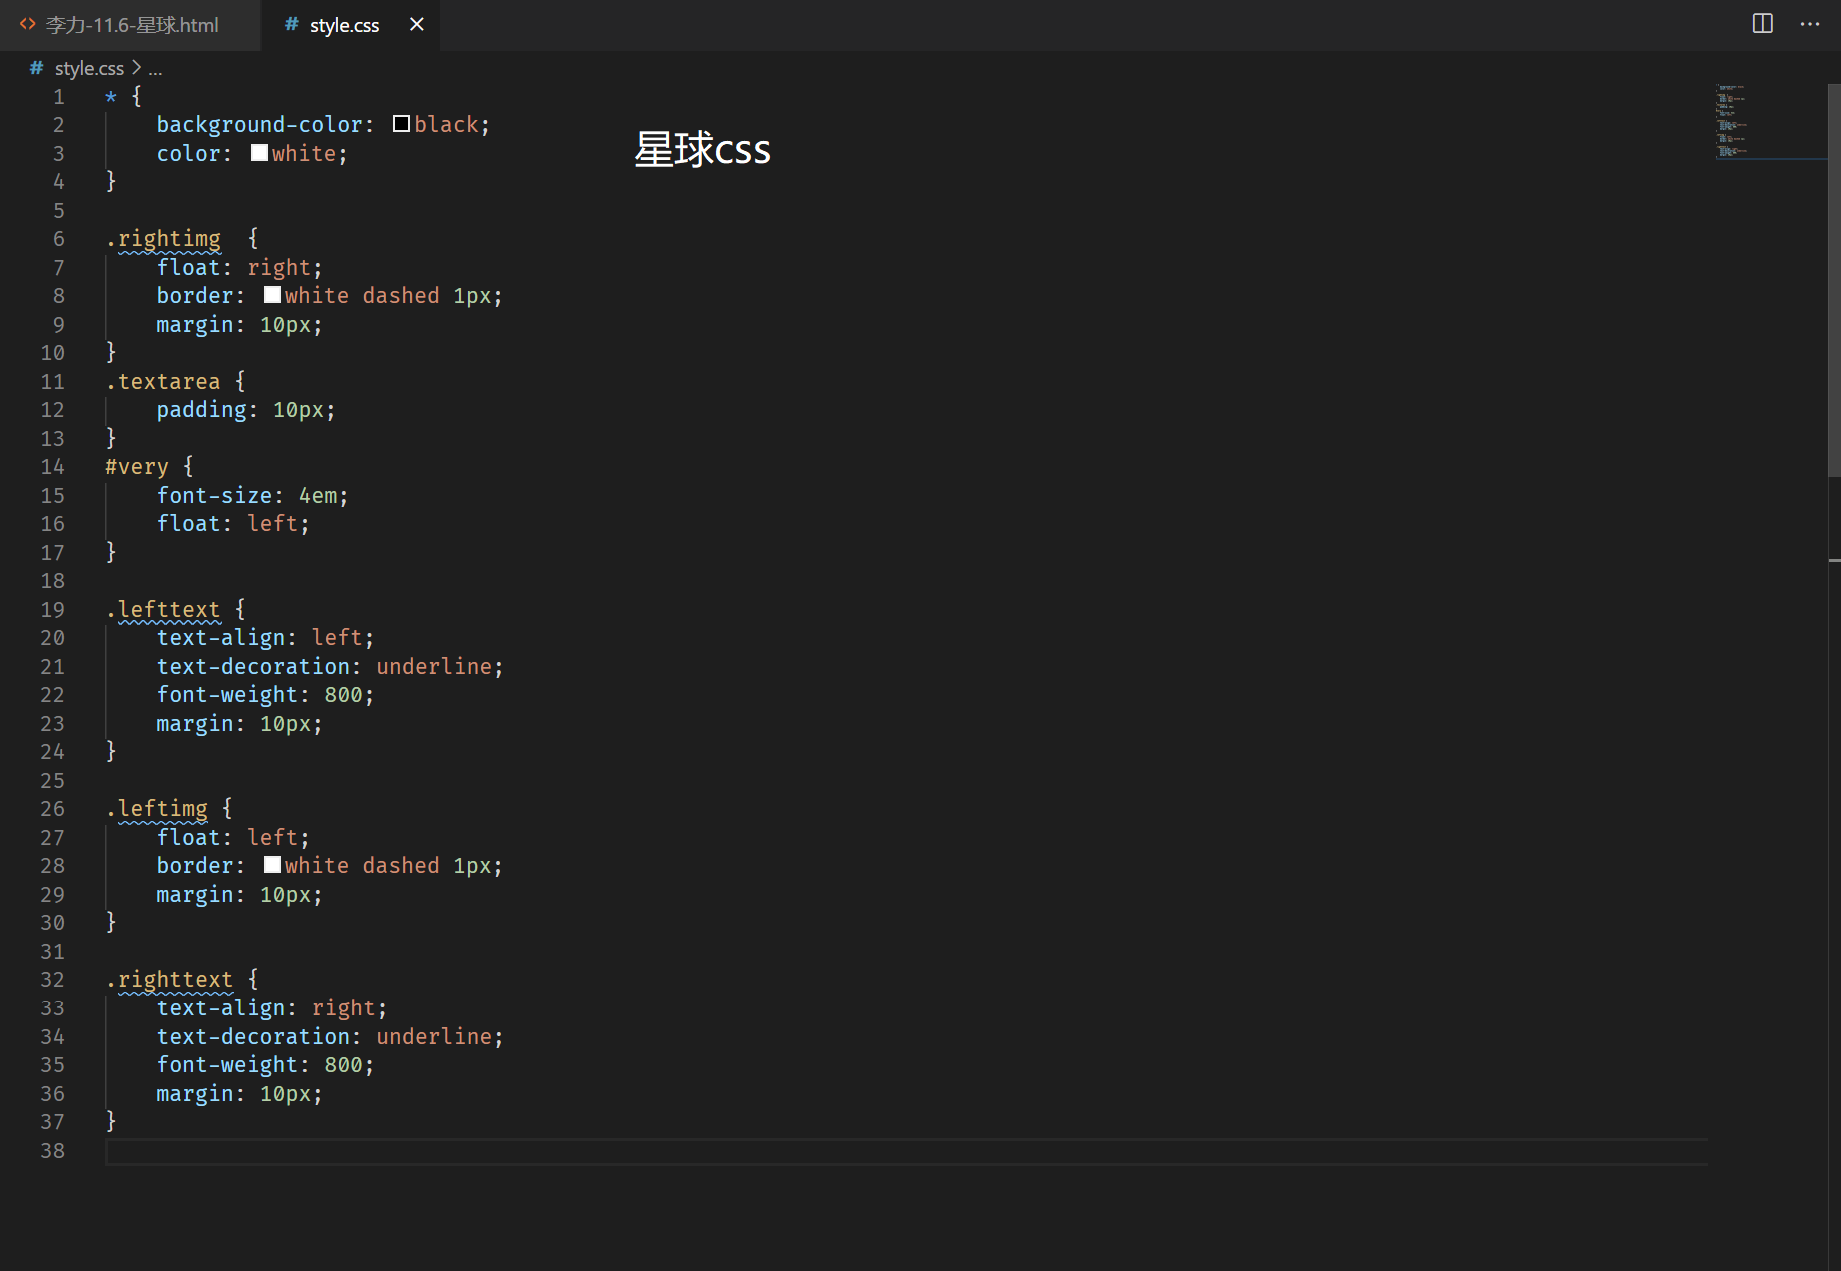 李力-11.6-星球.html
# style.css
# style.css > ...
1 * {
2     background-color: black;
3     color: white;
4 }
5
6 .rightimg  {
7     float: right;
8     border: white dashed 1px;
9     margin: 10px;
10 }
11 .textarea {
12     padding: 10px;
13 }
14 #very {
15     font-size: 4em;
16     float: left;
17 }
18
19 .lefttext {
20     text-align: left;
21     text-decoration: underline;
22     font-weight: 800;
23     margin: 10px;
24 }
25
26 .leftimg {
27     float: left;
28     border: white dashed 1px;
29     margin: 10px;
30 }
31
32 .righttext {
33     text-align: right;
34     text-decoration: underline;
35     font-weight: 800;
36     margin: 10px;
37 }
38
星球css